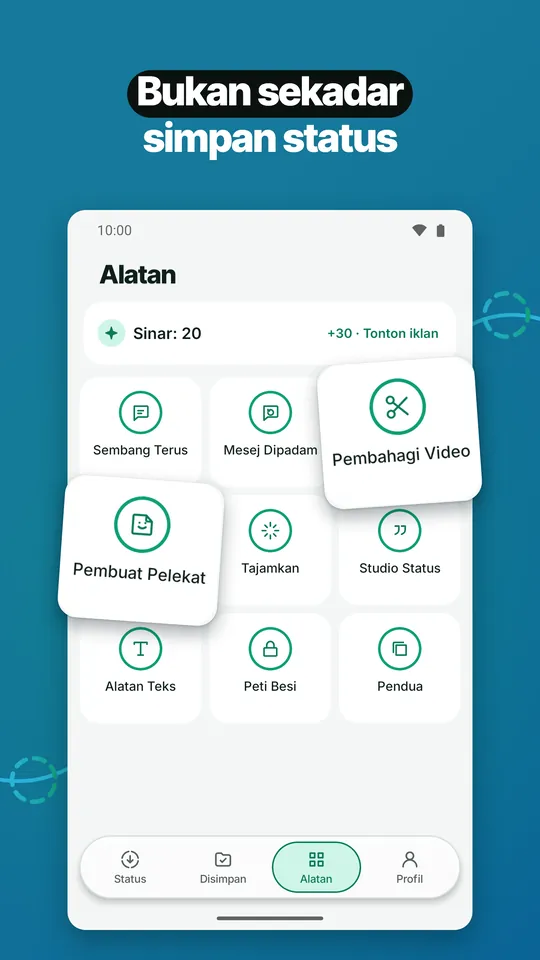 Bukan sekadar
simpan status
10:00
Alatan
Sinar: 20
+30 · Tonton iklan
Sembang Terus
Mesej Dipadam
Pembahagi Video
Pembuat Pelekat
Tajamkan
Studio Status
Alatan Teks
Peti Besi
Pendua
Status
Disimpan
Alatan
Profil